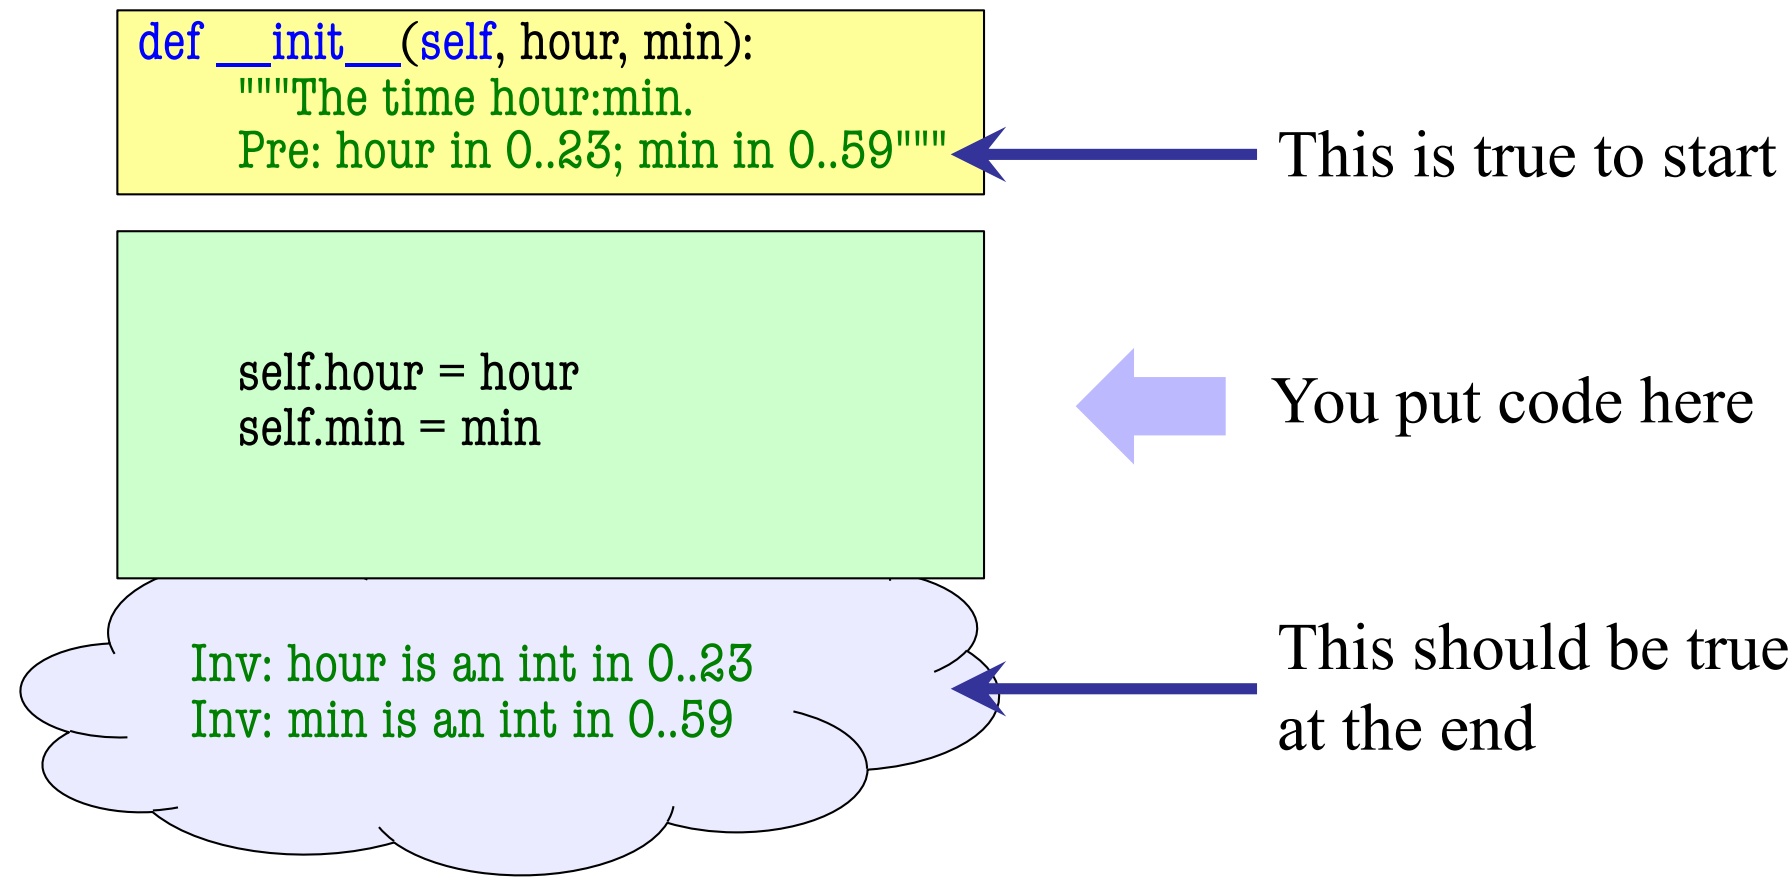 def __init__(self, hour, min):
"""The time hour:min.
Pre: hour in 0..23; min in 0..59"""
This is true to start
self.hour = hour
self.min = min
You put code here
Inv: hour is an int in 0..23
Inv: min is an int in 0..59
This should be true
at the end